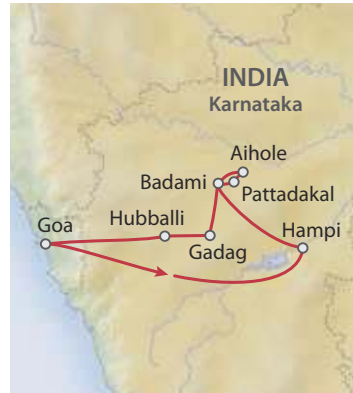 INDIA
Karnataka
Aihole
Badami
Pattadakal
Goa
Hubballi
Gadag
Hampi